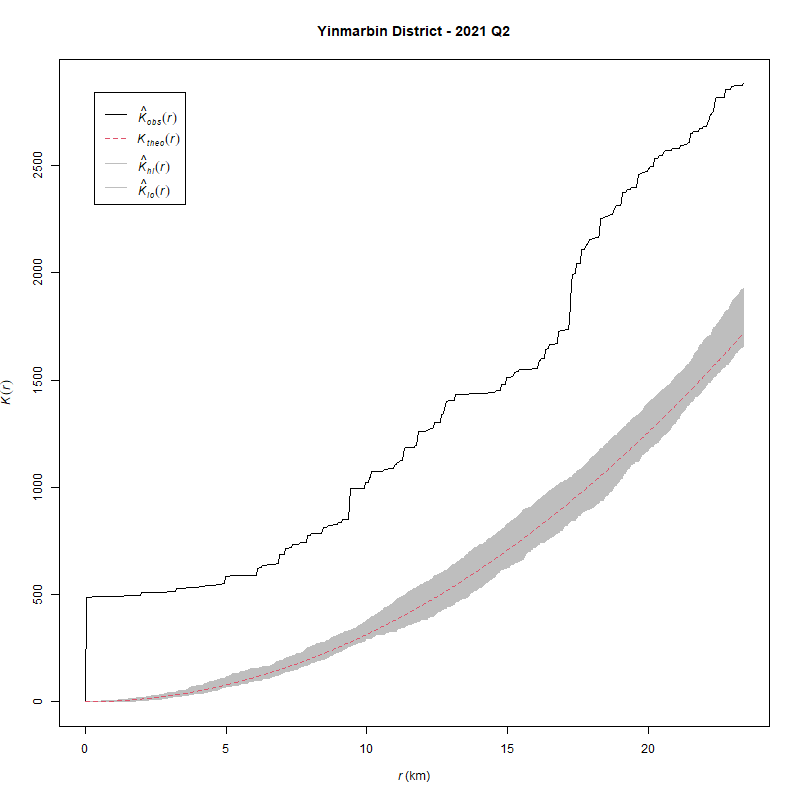 Yinmarbin District - 2021 Q2
K̂obs(r)
Ktheo(r)
K̂hi(r)
K̂lo(r)
2500
2000
1500
1000
500
0
K(r)
0 5 10 15 20
r (km)